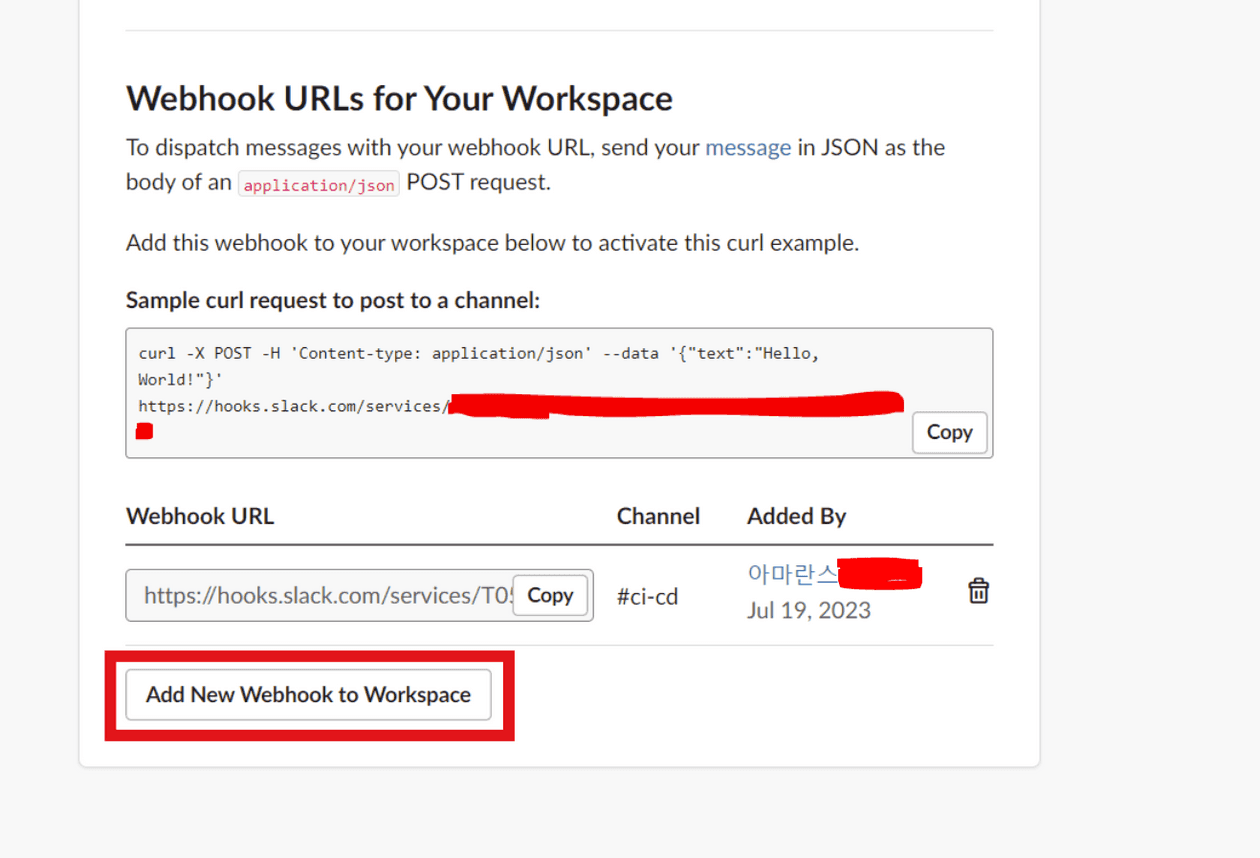 Webhook URLs for Your Workspace
To dispatch messages with your webhook URL, send your message in JSON as the
body of an application/json POST request.
Add this webhook to your workspace below to activate this curl example.
Sample curl request to post to a channel:
curl -X POST -H 'Content-type: application/json' --data '{"text":"Hello,
World!"}'
https://hooks.slack.com/services/
Copy
Webhook URL Channel Added By
https://hooks.slack.com/services/T0 Copy #ci-cd 아마란스
Jul 19, 2023
Add New Webhook to Workspace